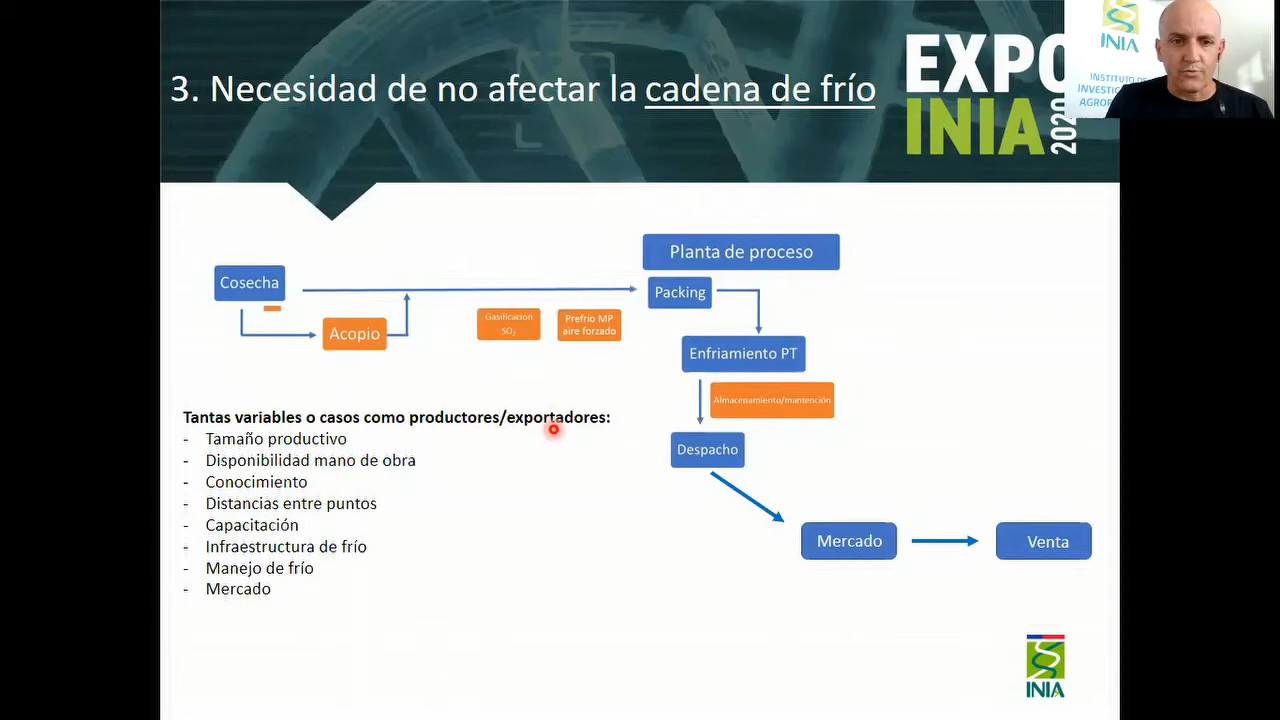 3. Necesidad de no afectar la cadena de frío
EXPO
INIA
2020
INIA
INSTITUTO DE
INVESTIG
AGROP
Planta de proceso
Cosecha
Packing
Acopio
Gasificación
SO₂
Prefrío MP
aire forzado
Enfriamiento PT
Almacenamiento/mantención
Despacho
Mercado
Venta
Tantas variables o casos como productores/exportadores:
- Tamaño productivo
- Disponibilidad mano de obra
- Conocimiento
- Distancias entre puntos
- Capacitación
- Infraestructura de frío
- Manejo de frío
- Mercado
INIA